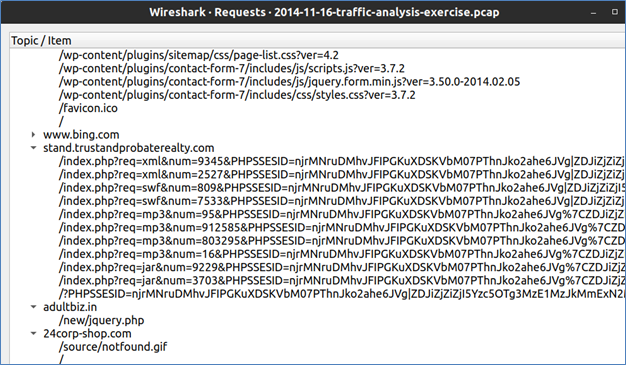 Wireshark · Requests · 2014-11-16-traffic-analysis-exercise.pcap
Topic / Item
/wp-content/plugins/sitemap/css/page-list.css?ver=4.2
/wp-content/plugins/contact-form-7/includes/js/scripts.js?ver=3.7.2
/wp-content/plugins/contact-form-7/includes/js/jquery.form.min.js?ver=3.50.0-2014.02.05
/wp-content/plugins/contact-form-7/includes/css/styles.css?ver=3.7.2
/favicon.ico
/
www.bing.com
stand.trustandprobaterealty.com
/index.php?req=xml&num=9345&PHPSSESID=njrMNruDMhvJFIPGKuXDSKVbM07PThnJko2ahe6JVg|ZDJiZjZiZjI
/index.php?req=xml&num=2527&PHPSSESID=njrMNruDMhvJFIPGKuXDSKVbM07PThnJko2ahe6JVg|ZDJiZjZiZjI
/index.php?req=swf&num=809&PHPSSESID=njrMNruDMhvJFIPGKuXDSKVbM07PThnJko2ahe6JVg|ZDJiZjZiZjI5
/index.php?req=swf&num=7533&PHPSSESID=njrMNruDMhvJFIPGKuXDSKVbM07PThnJko2ahe6JVg|ZDJiZjZiZjI
/index.php?req=mp3&num=95&PHPSSESID=njrMNruDMhvJFIPGKuXDSKVbM07PThnJko2ahe6JVg%7CZDJiZjZiZ
/index.php?req=mp3&num=912585&PHPSSESID=njrMNruDMhvJFIPGKuXDSKVbM07PThnJko2ahe6JVg%7CZDJ
/index.php?req=mp3&num=803295&PHPSSESID=njrMNruDMhvJFIPGKuXDSKVbM07PThnJko2ahe6JVg%7CZDJ
/index.php?req=mp3&num=16&PHPSSESID=njrMNruDMhvJFIPGKuXDSKVbM07PThnJko2ahe6JVg%7CZDJiZjZiZ
/index.php?req=jar&num=9229&PHPSSESID=njrMNruDMhvJFIPGKuXDSKVbM07PThnJko2ahe6JVg%7CZDJiZjZi
/index.php?req=jar&num=3703&PHPSSESID=njrMNruDMhvJFIPGKuXDSKVbM07PThnJko2ahe6JVg%7CZDJiZjZi
/?PHPSSESID=njrMNruDMhvJFIPGKuXDSKVbM07PThnJko2ahe6JVg|ZDJiZjZiZjI5Yzc5OTg3MzE1MzJkMmExN2
adultbiz.in
/new/jquery.php
24corp-shop.com
/source/notfound.gif
/